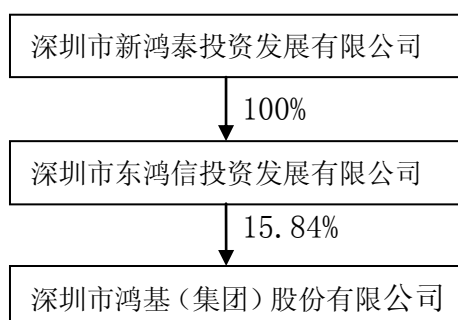 深圳市新鸿泰投资发展有限公司
100%
深圳市东鸿信投资发展有限公司
15.84%
深圳市鸿基（集团）股份有限公司